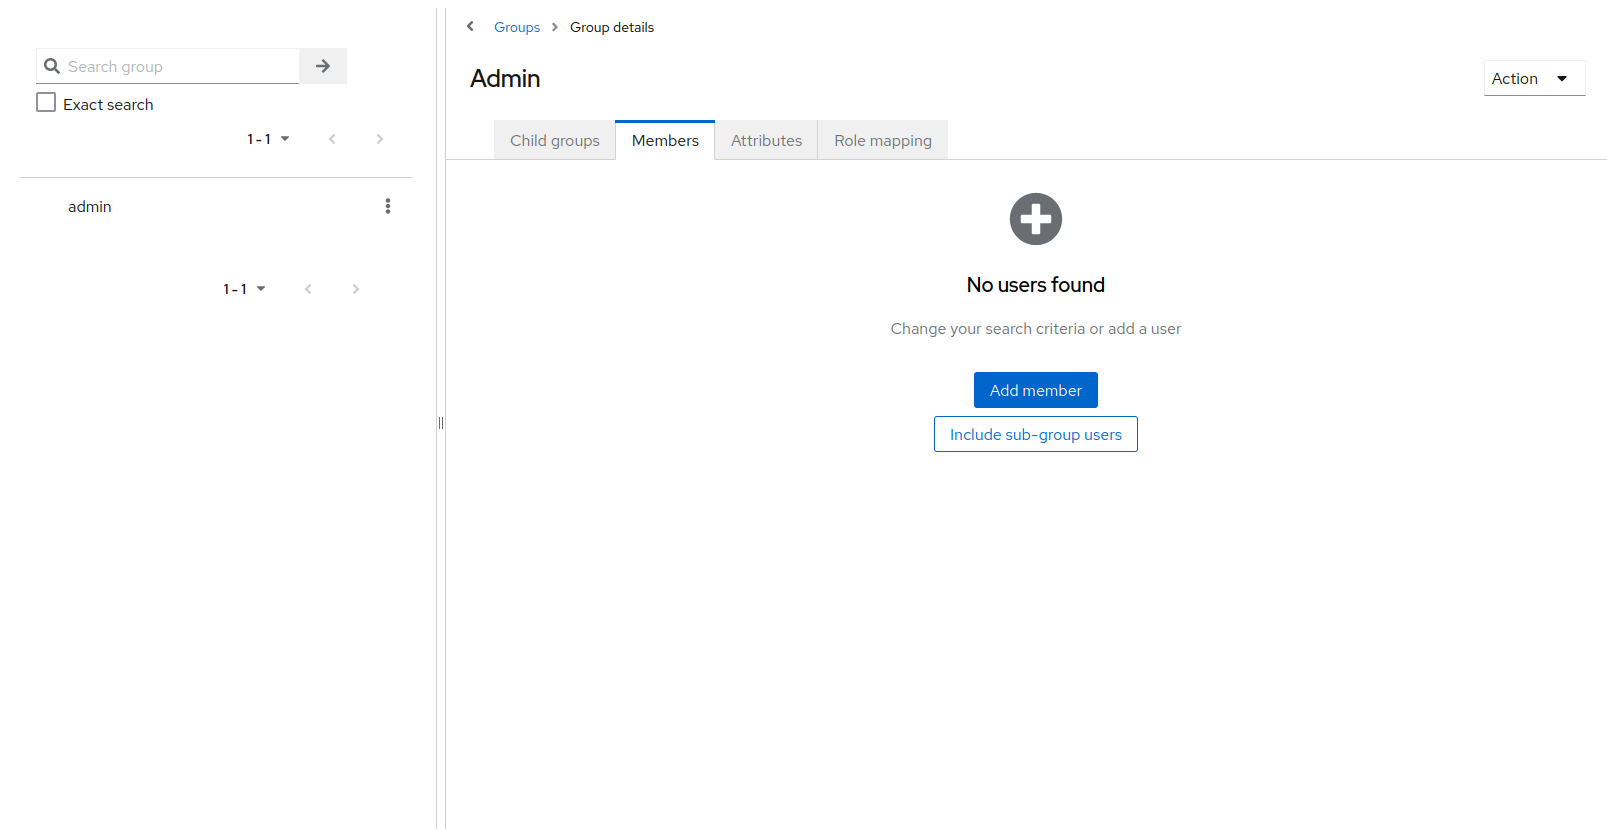 Search group
Exact search
1 - 1
admin
1 - 1
Groups
Group details
Admin
Action
Child groups
Members
Attributes
Role mapping
No users found
Change your search criteria or add a user
Add member
Include sub-group users